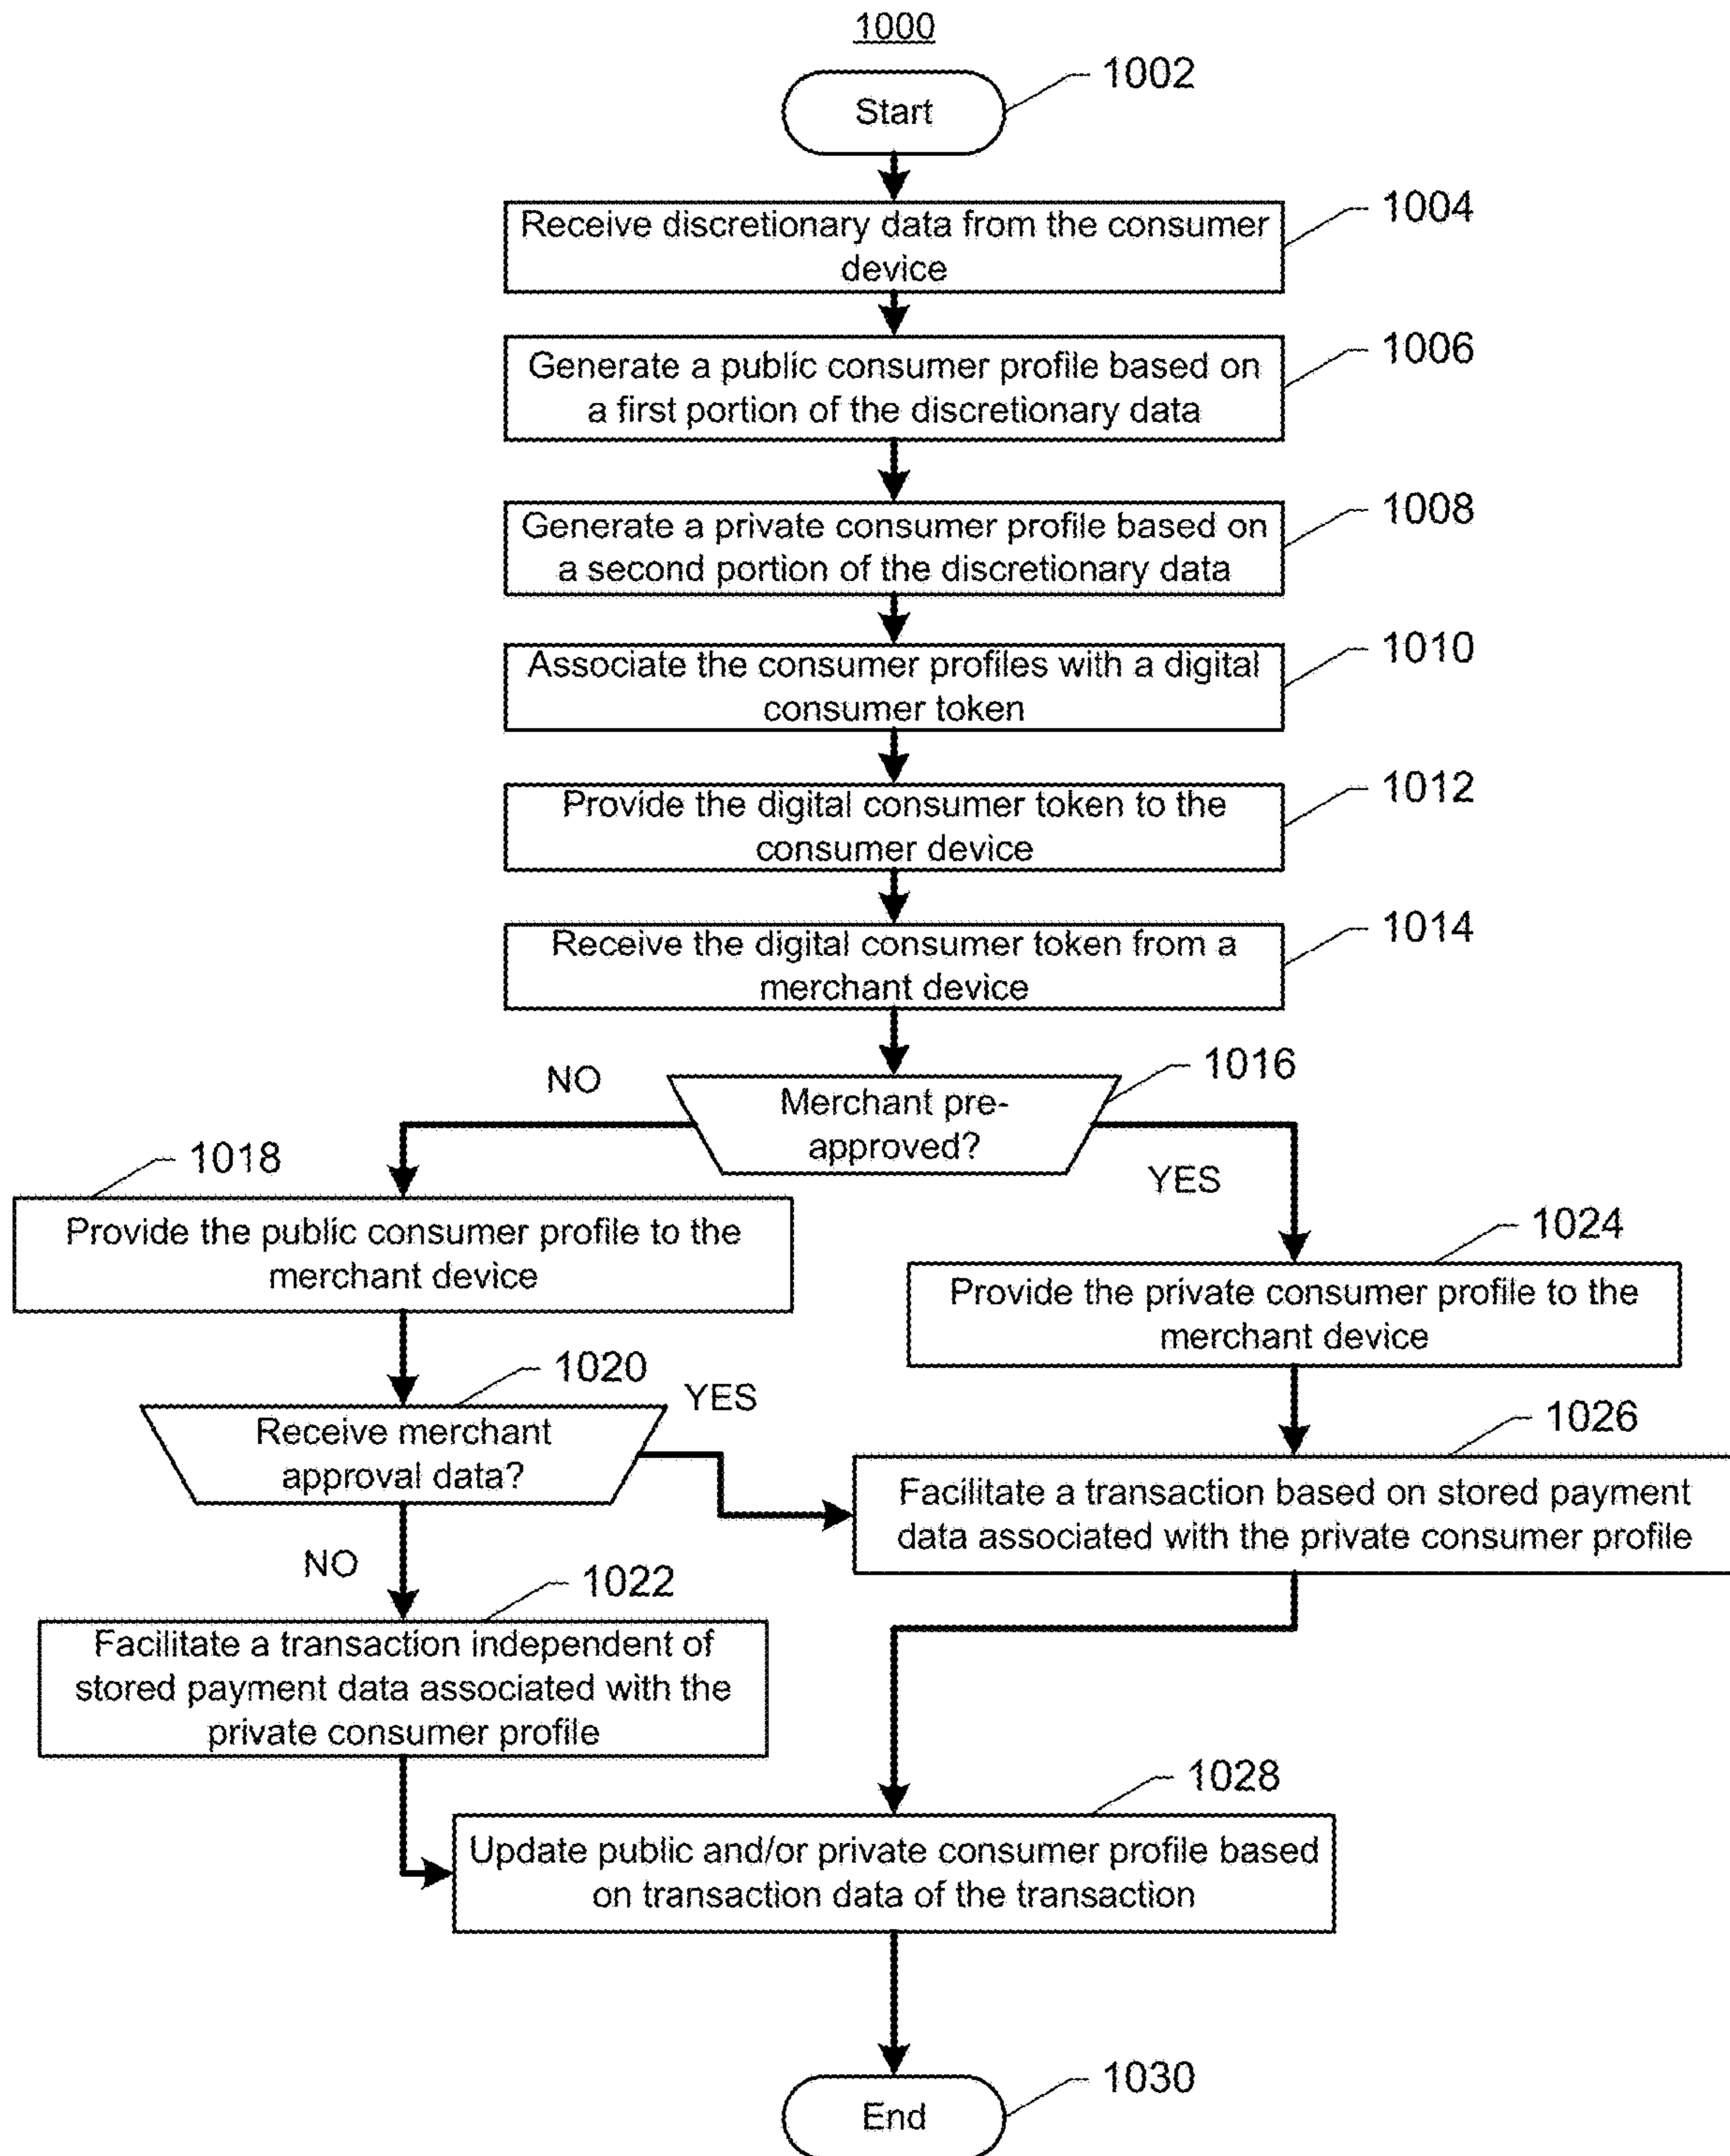 1000
Start
1002
Receive discretionary data from the consumer
device
1004
Generate a public consumer profile based on
a first portion of the discretionary data
1006
Generate a private consumer profile based on
a second portion of the discretionary data
1008
Associate the consumer profiles with a digital
consumer token
1010
Provide the digital consumer token to the
consumer device
1012
Receive the digital consumer token from a
merchant device
1014
Merchant pre-
approved?
1016
NO
YES
1018
Provide the public consumer profile to the
merchant device
1024
Provide the private consumer profile to the
merchant device
1020
Receive merchant
approval data?
YES
NO
1026
Facilitate a transaction based on stored payment
data associated with the private consumer profile
1022
Facilitate a transaction independent of
stored payment data associated with the
private consumer profile
1028
Update public and/or private consumer profile based
on transaction data of the transaction
End
1030